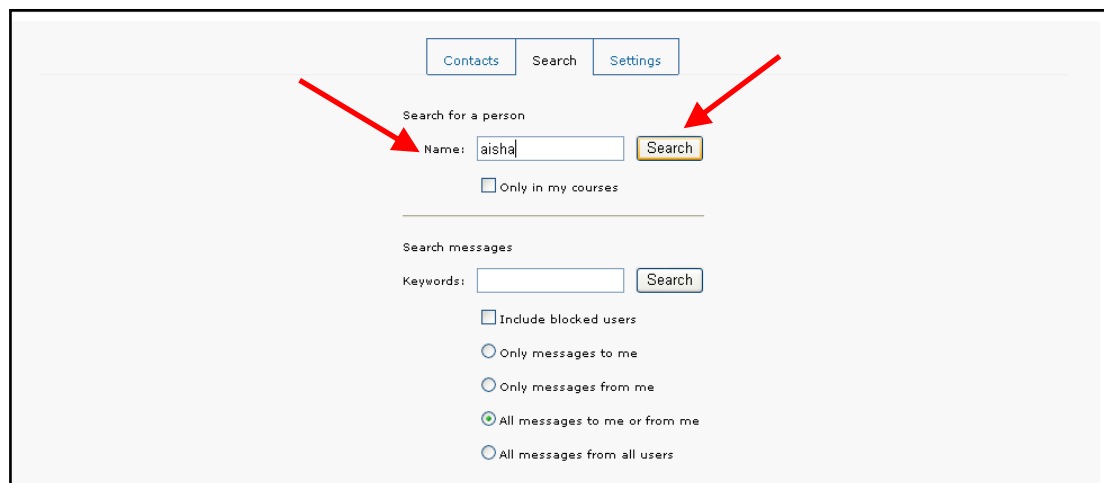 Contacts Search Settings
Search for a person
Name: aisha Search
Only in my courses
Search messages
Keywords: Search
Include blocked users
Only messages to me
Only messages from me
All messages to me or from me
All messages from all users